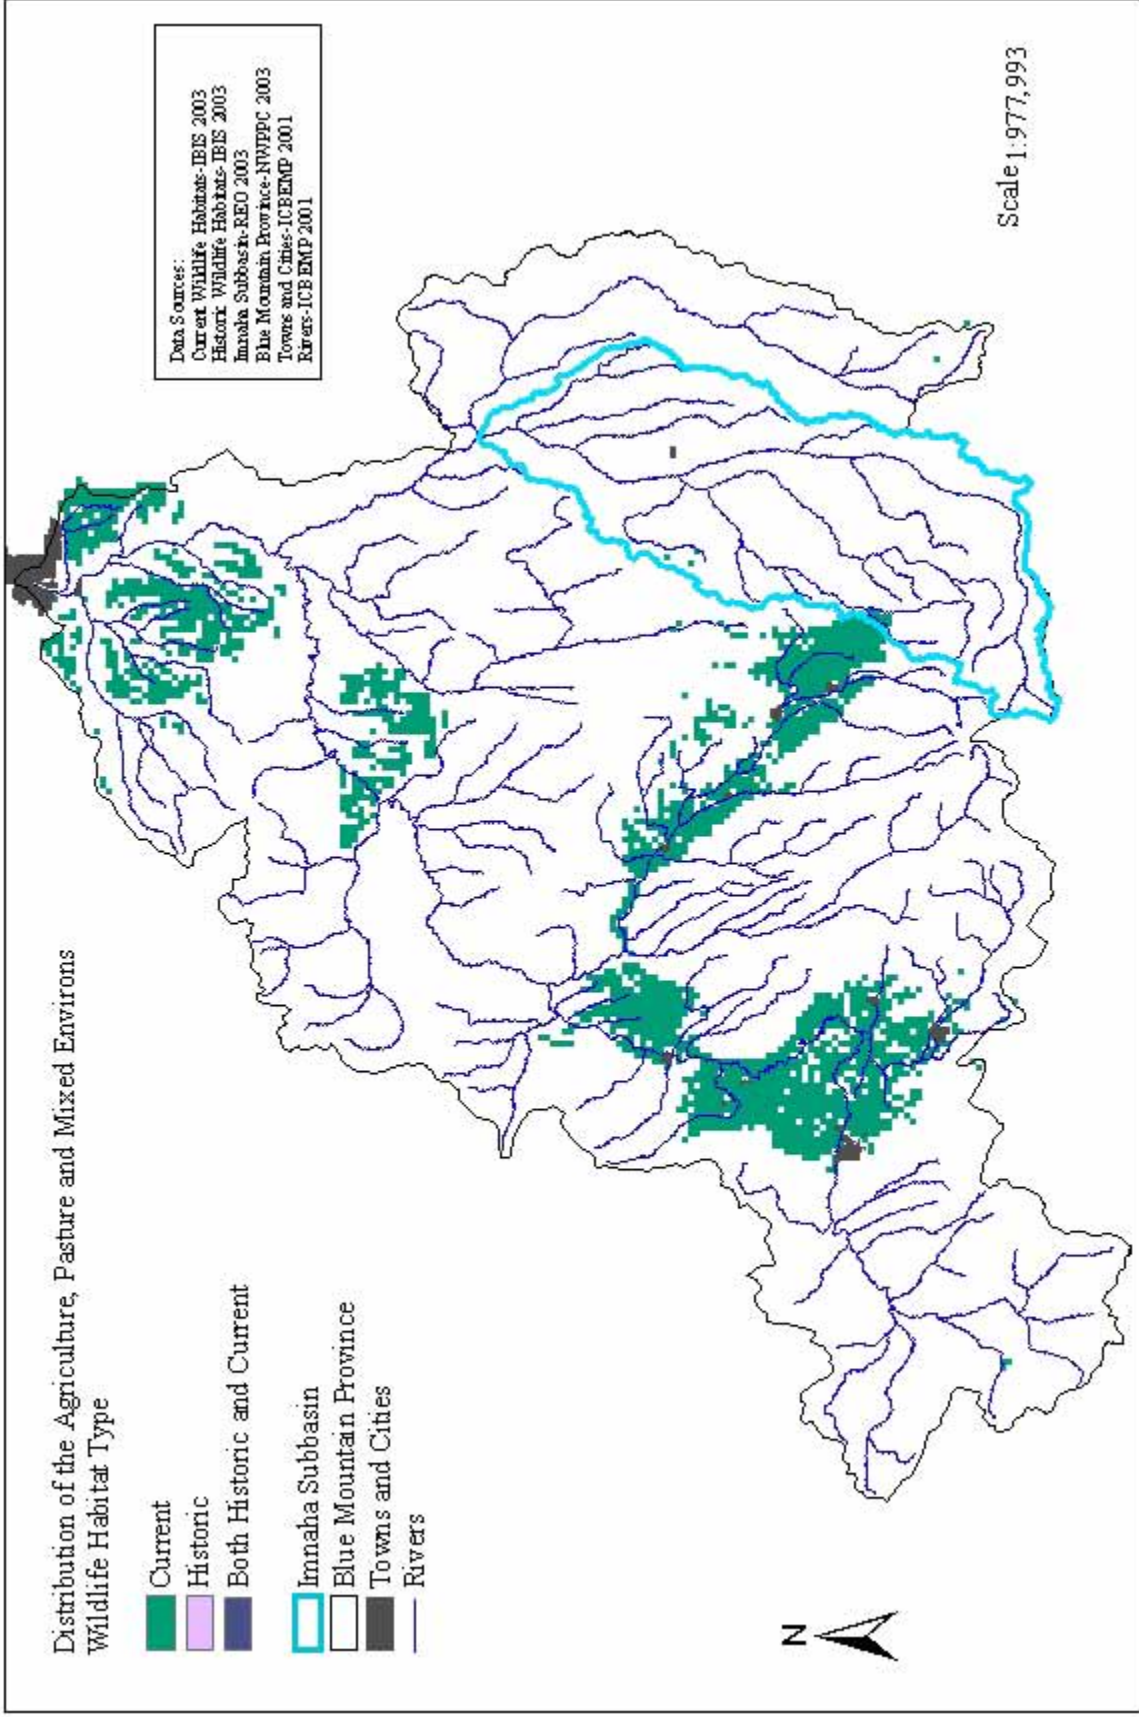 Distribution of the Agriculture, Pasture and Mixed Environs
Wildlife Habitat Type
Current
Historic
Both Historic and Current
Imnaha Subbasin
Blue Mountain Province
Towns and Cities
Rivers
N
Data Sources:
Current Wildlife Habitats-IBIS 2003
Historic Wildlife Habitats-IBIS 2003
Imnaha Subbasin-REO 2003
Blue Mountain Province-NWPPC 2003
Towns and Cities-ICBEMP 2001
Rivers-ICBEMP 2001
Scale 1:977,993